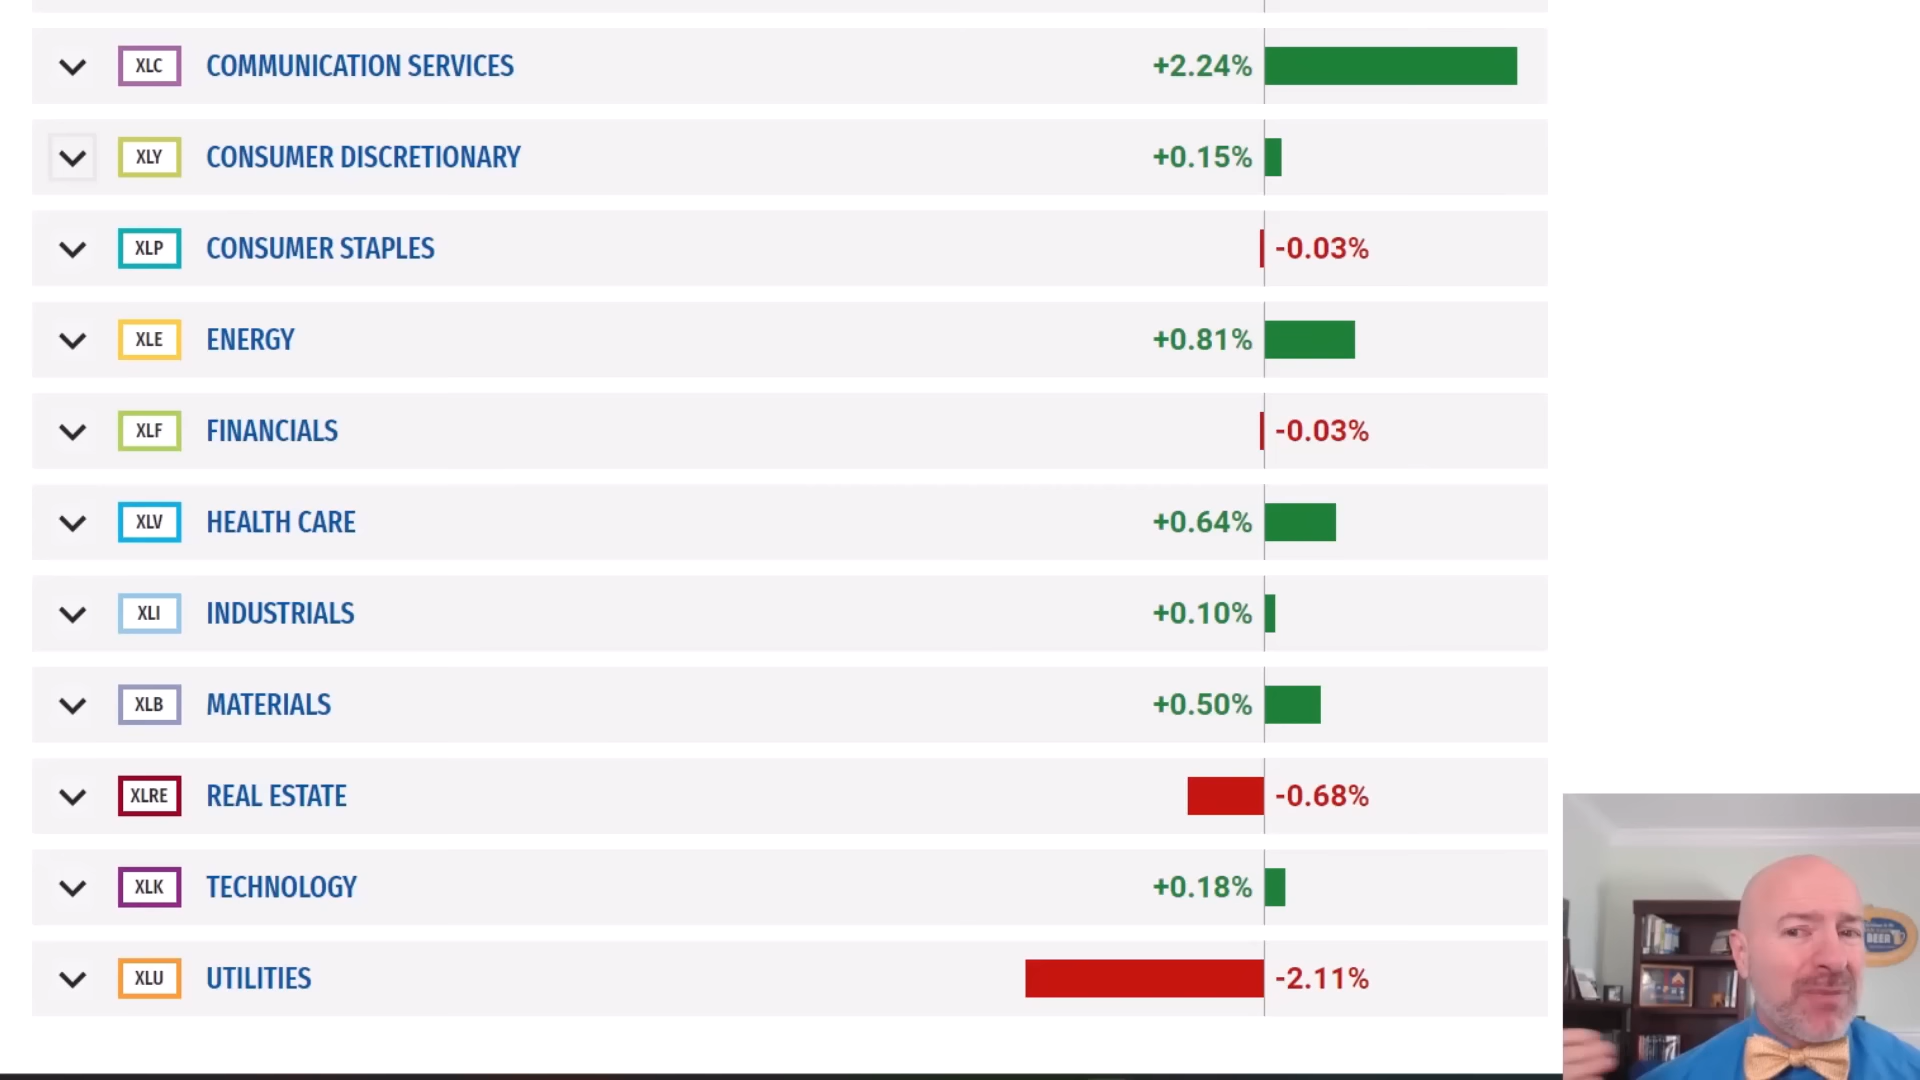 XLC COMMUNICATION SERVICES +2.24%
XLY CONSUMER DISCRETIONARY +0.15%
XLP CONSUMER STAPLES -0.03%
XLE ENERGY +0.81%
XLF FINANCIALS -0.03%
XLV HEALTH CARE +0.64%
XLI INDUSTRIALS +0.10%
XLB MATERIALS +0.50%
XLRE REAL ESTATE -0.68%
XLK TECHNOLOGY +0.18%
XLU UTILITIES -2.11%
BEER